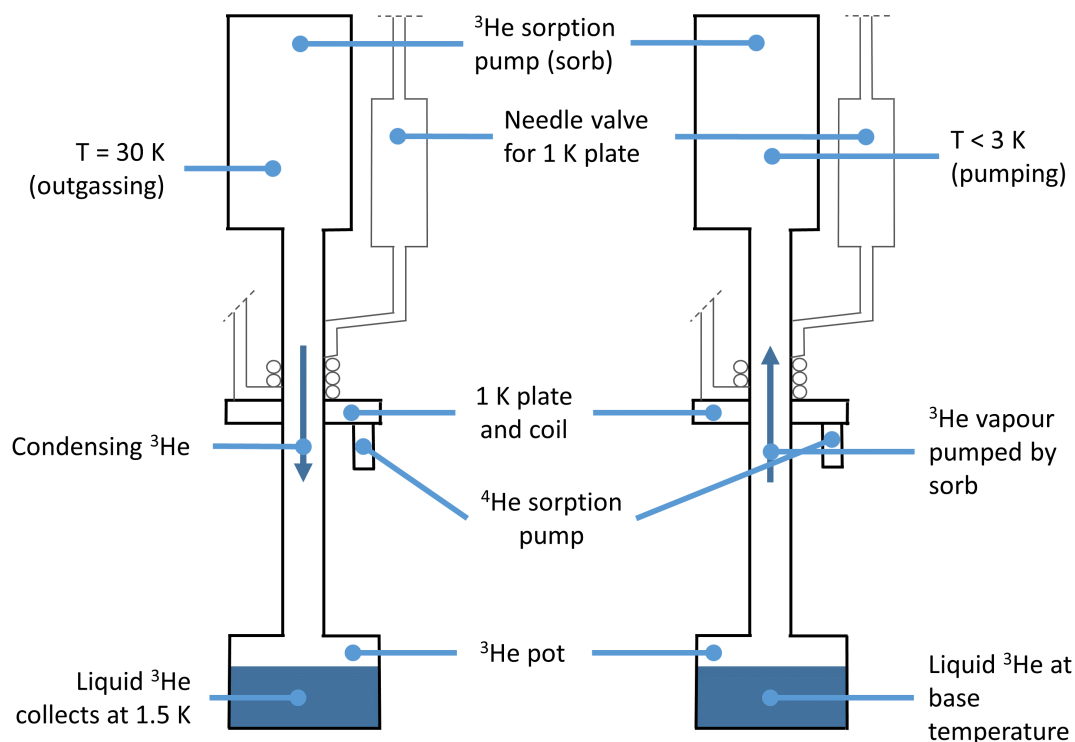 ³He sorption
pump (sorb)
Needle valve
for 1 K plate
T = 30 K
(outgassing)
T < 3 K
(pumping)
1 K plate
and coil
Condensing ³He
³He vapour
pumped by
sorb
⁴He sorption
pump
³He pot
Liquid ³He
collects at 1.5 K
Liquid ³He at
base
temperature